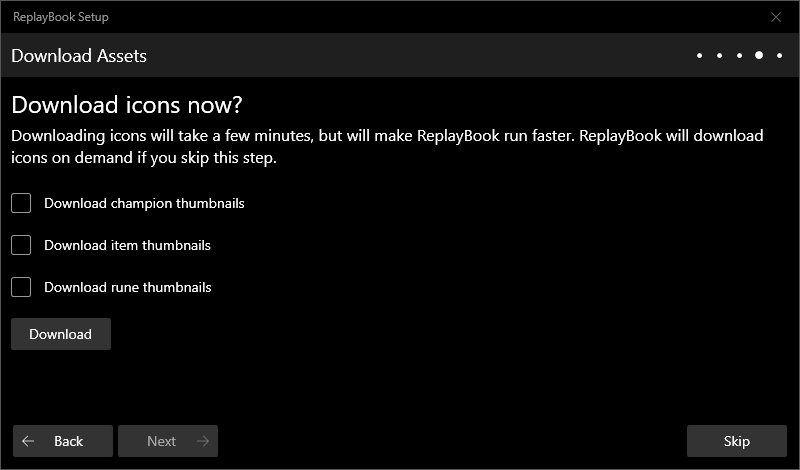 ReplayBook Setup
Download Assets
Download icons now?
Downloading icons will take a few minutes, but will make ReplayBook run faster. ReplayBook will download
icons on demand if you skip this step.
Download champion thumbnails
Download item thumbnails
Download rune thumbnails
Download
Back
Next
Skip